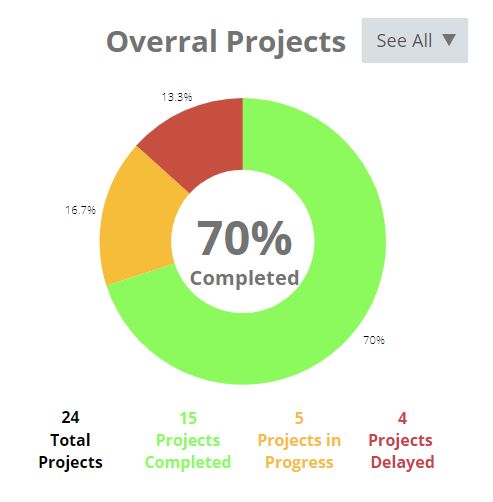 Overral Projects
See All ▼
13.3%
16.7%
70%
Completed
70%
24
Total
Projects
15
Projects
Completed
5
Projects in
Progress
4
Projects
Delayed